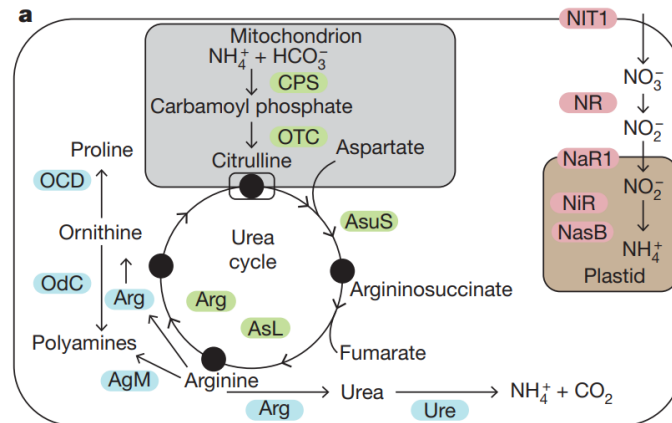 a
Mitochondrion
NH₄⁺ + HCO₃⁻
CPS
Carbamoyl phosphate
OTC
Citrulline
Aspartate
AsuS
Urea
cycle
Argininosuccinate
Arg
AsL
Fumarate
Proline
OCD
Ornithine
OdC
Arg
Polyamines
AgM
Arginine
Arg
Urea
Ure
NH₄⁺ + CO₂
NIT1
NO₃⁻
NR
NO₂⁻
NaR1
NO₂⁻
NiR
NasB
NH₄⁺
Plastid